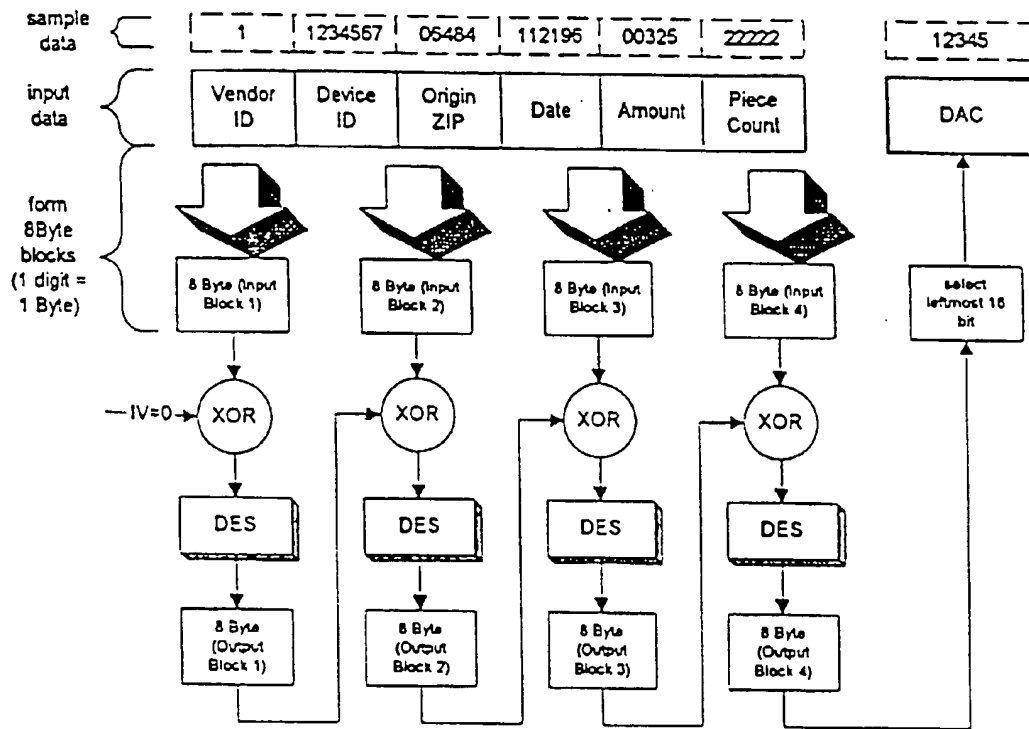 sample
data
1 1234567 05484 112196 00325 22222 12345
input
data
Vendor
ID
Device
ID
Origin
ZIP
Date
Amount
Piece
Count
DAC
form
8Byte
blocks
(1 digit =
1 Byte)
8 Byte (Input
Block 1)
8 Byte (Input
Block 2)
8 Byte (Input
Block 3)
8 Byte (Input
Block 4)
select
leftmost 16
bit
IV=0
XOR
XOR
XOR
XOR
DES
DES
DES
DES
8 Byte
(Output
Block 1)
8 Byte
(Output
Block 2)
8 Byte
(Output
Block 3)
8 Byte
(Output
Block 4)